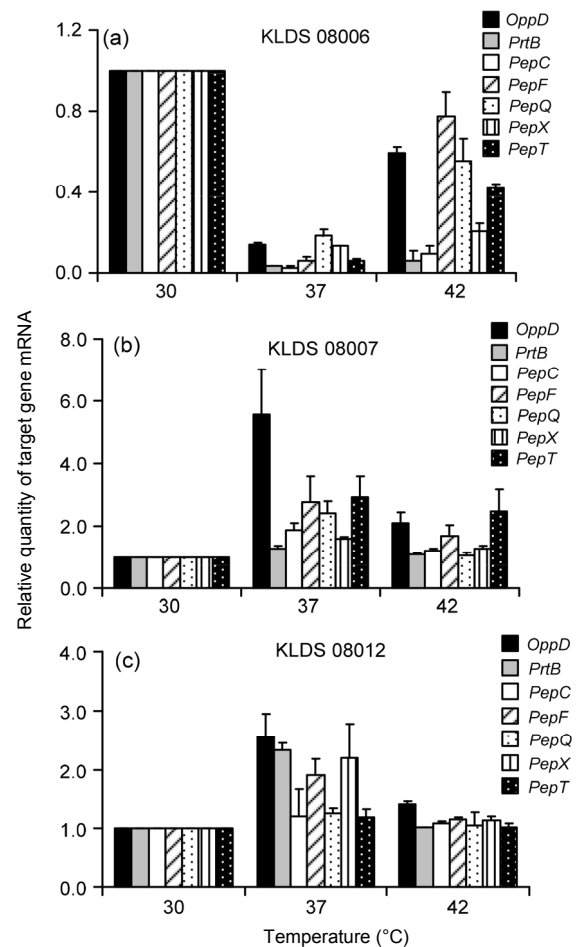 (a)
KLDS 08006
OppD
PrtB
PepC
PepF
PepQ
PepX
PepT
1.2
0.8
0.4
0.0
30
37
42
(b)
KLDS 08007
OppD
PrtB
PepC
PepF
PepQ
PepX
PepT
8.0
6.0
4.0
2.0
0.0
30
37
42
Relative quantity of target gene mRNA
(c)
KLDS 08012
OppD
PrtB
PepC
PepF
PepQ
PepX
PepT
4.0
3.0
2.0
1.0
0.0
30
37
42
Temperature (°C)